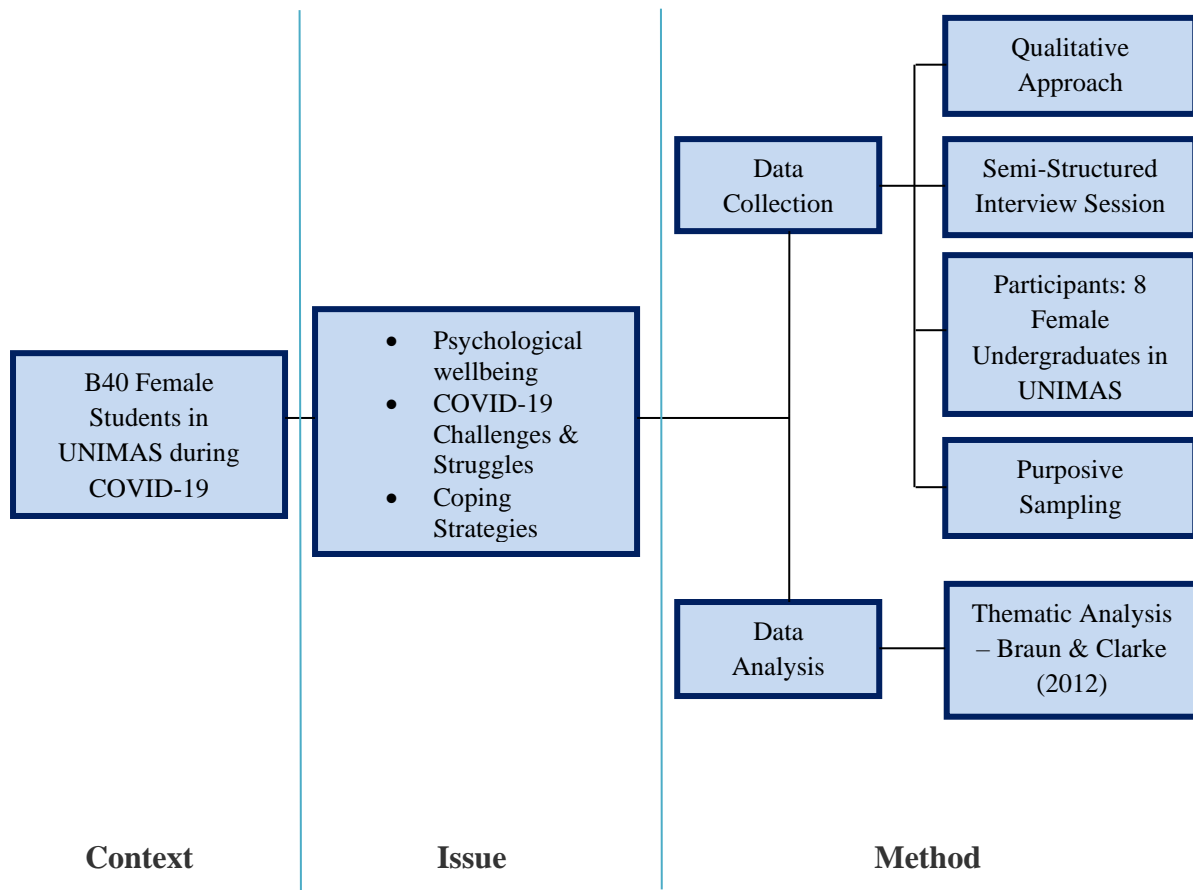 B40 Female
Students in
UNIMAS during
COVID-19
• Psychological
wellbeing
• COVID-19
Challenges &
Struggles
• Coping
Strategies
Data
Collection
Qualitative
Approach
Semi-Structured
Interview Session
Participants: 8
Female
Undergraduates in
UNIMAS
Purposive
Sampling
Data
Analysis
Thematic Analysis
– Braun & Clarke
(2012)
Context
Issue
Method